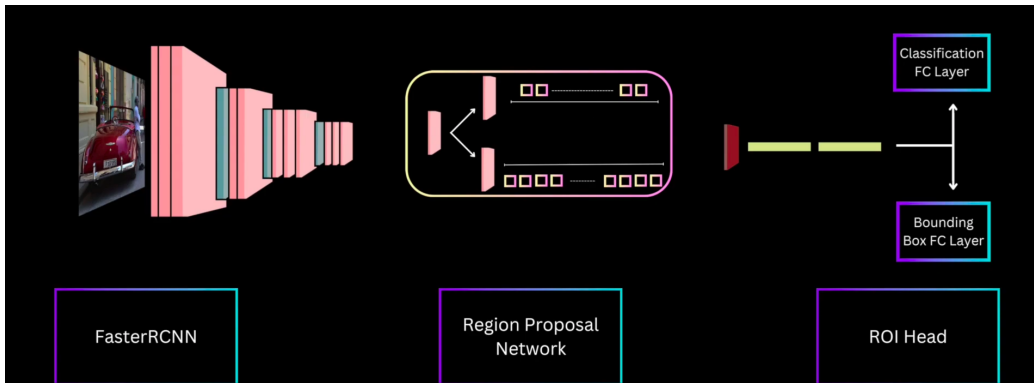 Classification
FC Layer
Bounding
Box FC Layer
FasterRCNN
Region Proposal
Network
ROI Head